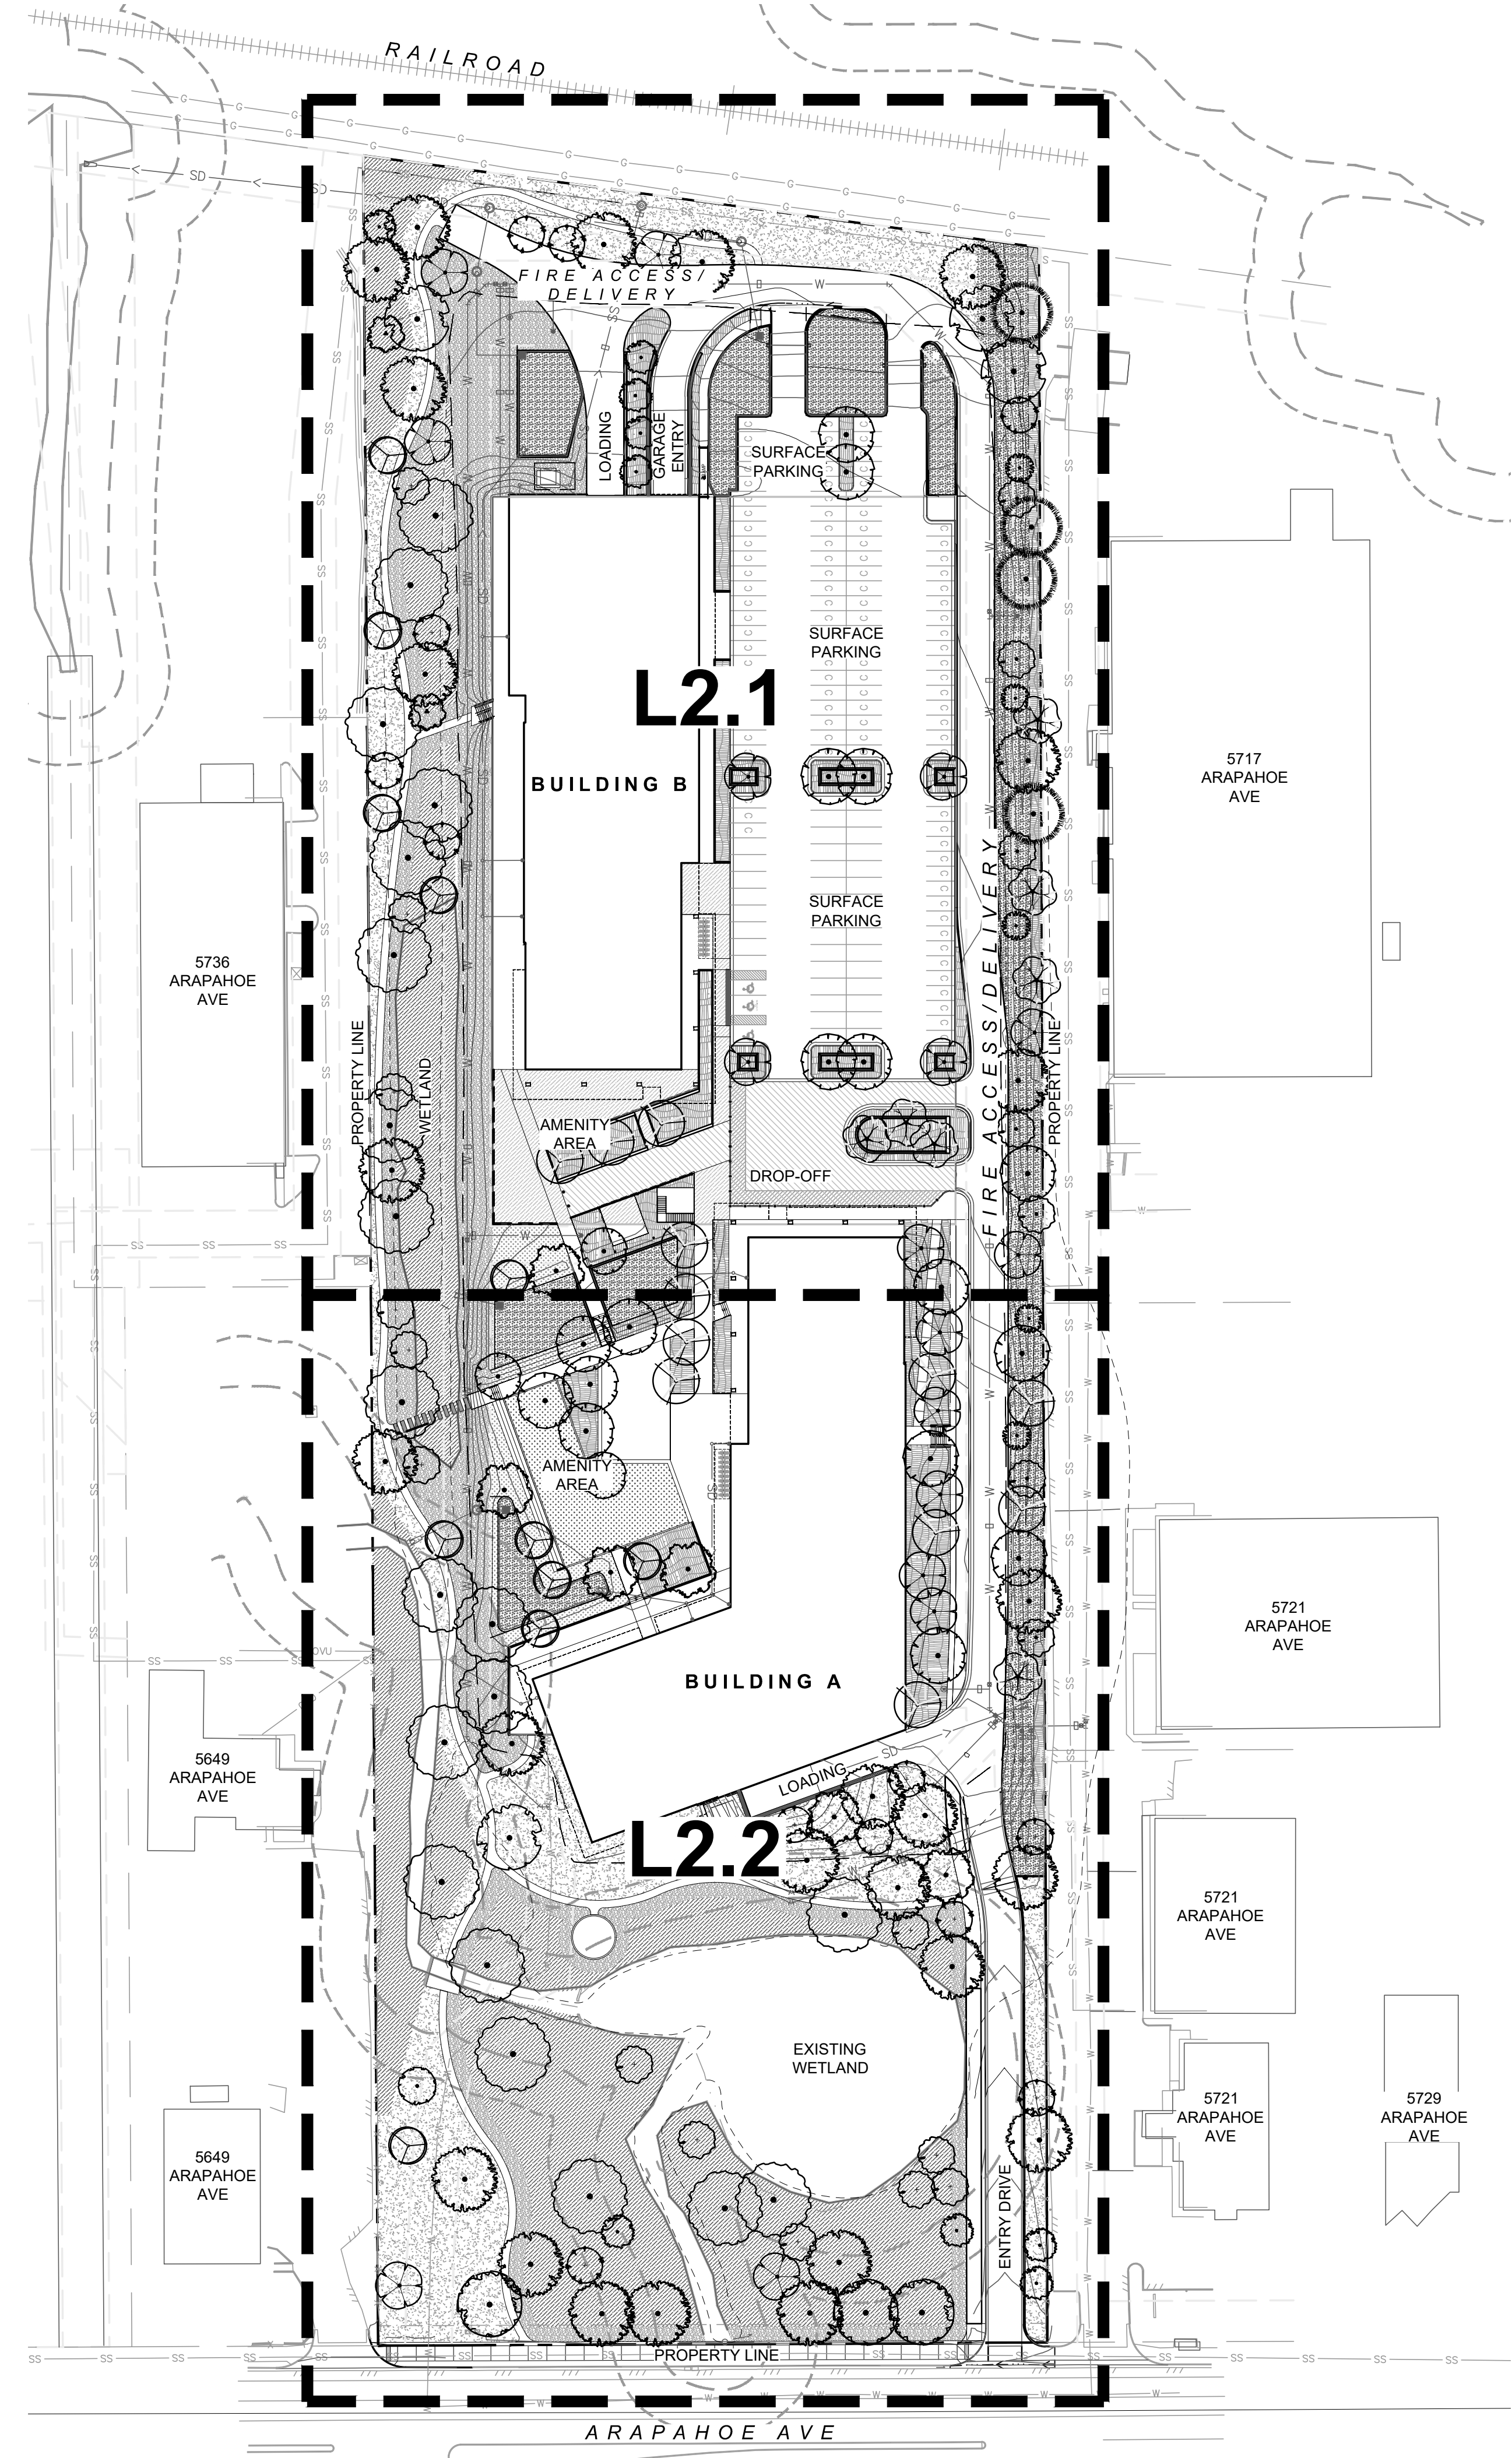 RAILROAD
FIRE ACCESS/
DELIVERY
LOADING
GARAGE
ENTRY
SURFACE
PARKING
SURFACE
PARKING
L2.1
BUILDING B
5717
ARAPAHOE
AVE
SURFACE
PARKING
FIRE ACCESS/DELIVERY
5736
ARAPAHOE
AVE
PROPERTY LINE
WETLAND
PROPERTY LINE
AMENITY
AREA
DROP-OFF
AMENITY
AREA
5721
ARAPAHOE
AVE
BUILDING A
5649
ARAPAHOE
AVE
LOADING
L2.2
5721
ARAPAHOE
AVE
EXISTING
WETLAND
5721
ARAPAHOE
AVE
5729
ARAPAHOE
AVE
5649
ARAPAHOE
AVE
ENTRY DRIVE
PROPERTY LINE
ARAPAHOE AVE